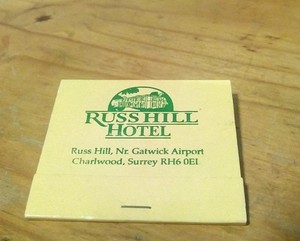 RUSS HILL
HOTEL
Russ Hill, Nr. Gatwick Airport
Charlwood, Surrey RH6 0EL